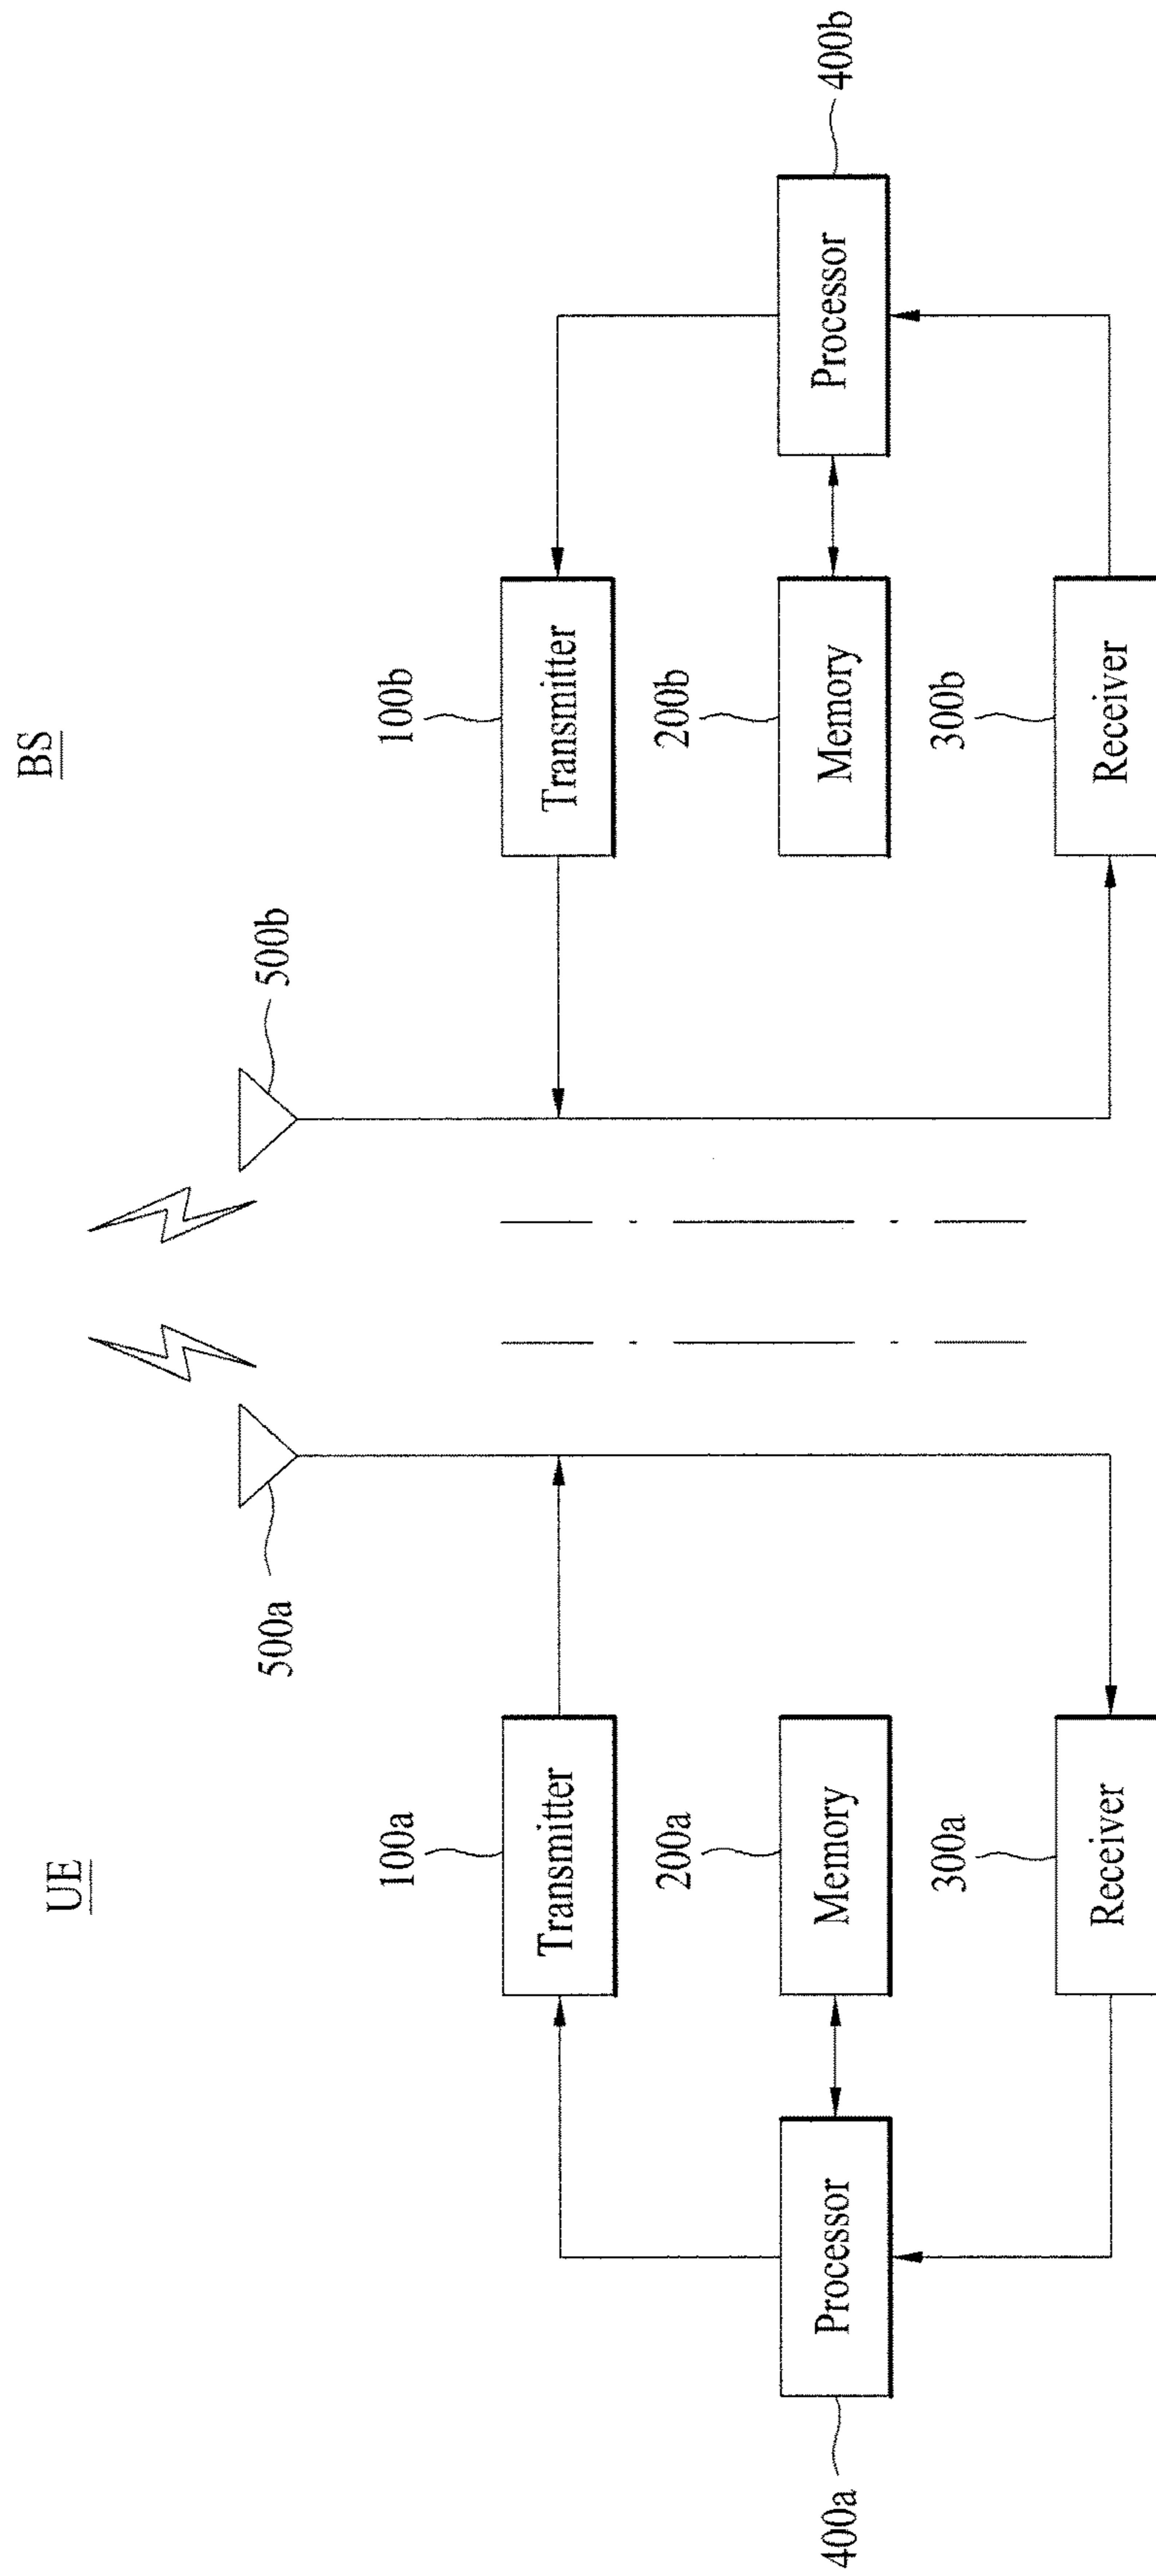 UE
BS
500a
500b
100a
Transmitter
100b
Transmitter
400a
Processor
200a
Memory
200b
Memory
Processor
400b
300a
Receiver
300b
Receiver